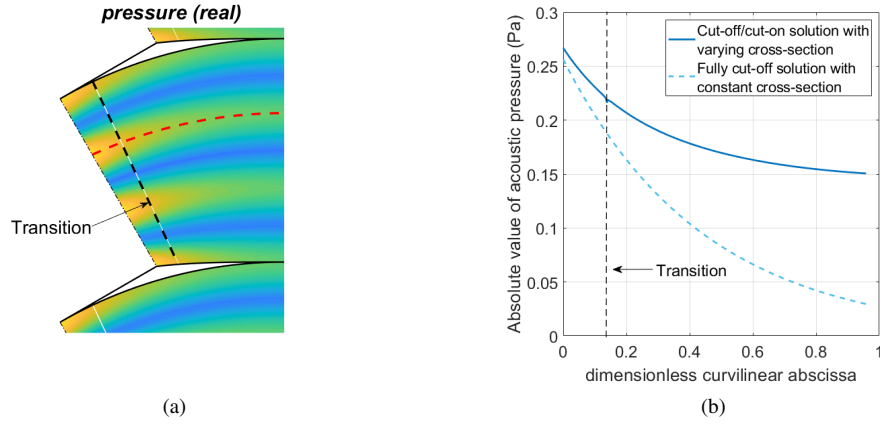 pressure (real)
Transition
(a)
Absolute value of acoustic pressure (Pa)
0.3
0.25
0.2
0.15
0.1
0.05
0
Cut-off/cut-on solution with
varying cross-section
Fully cut-off solution with
constant cross-section
Transition
0 0.2 0.4 0.6 0.8 1
dimensionless curvilinear abscissa
(b)